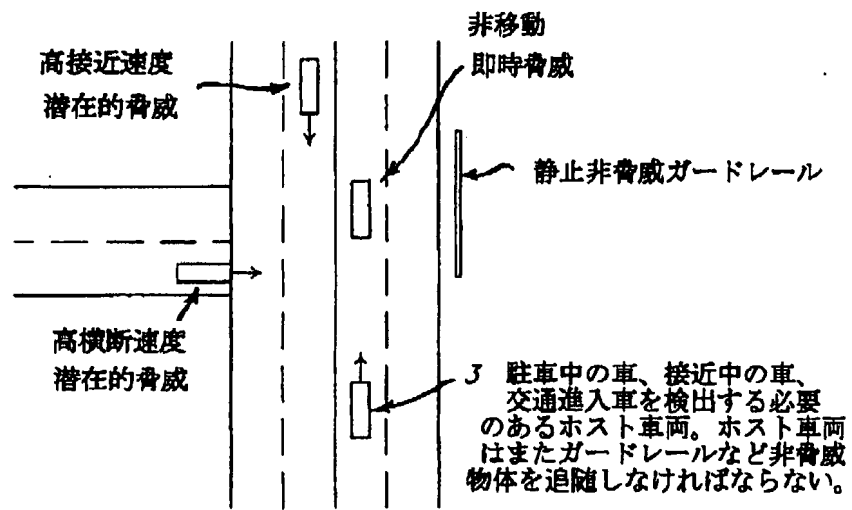 高接近速度
潜在的脅威
非移動
即時脅威
静止非脅威ガードレール
高横断速度
潜在的脅威
3 駐車中の車、接近中の車、
交通進入車を検出する必要
のあるホスト車両。ホスト車両
はまたガードレールなど非脅威
物体を追随しなければならない。